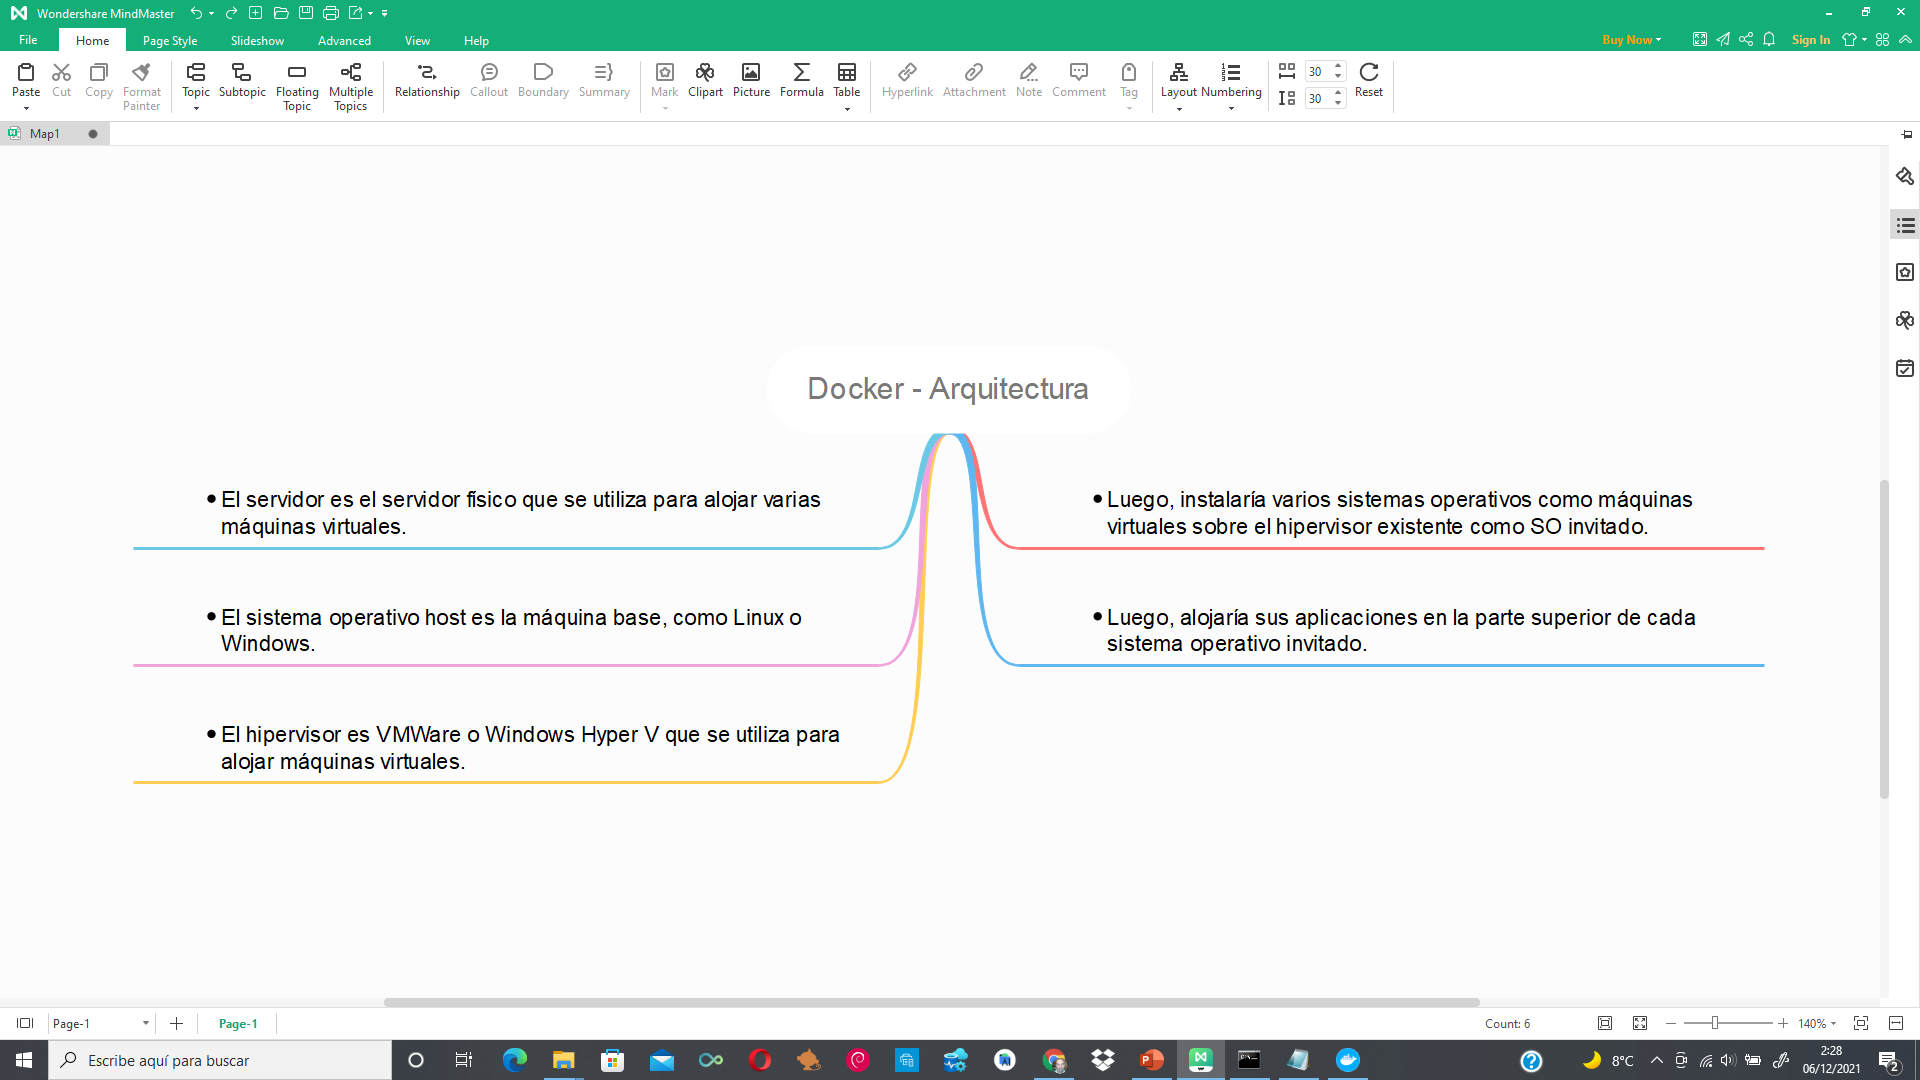 Wondershare MindMaster
File Home Page Style Slideshow Advanced View Help
Buy Now Sign In
Paste Cut Copy Format Painter
Topic Subtopic Floating Topic Multiple Topics
Relationship Callout Boundary Summary
Mark Clipart Picture Formula Table
Hyperlink Attachment Note Comment Tag
Layout Numbering 30 30 Reset
Map1
Docker - Arquitectura
• El servidor es el servidor físico que se utiliza para alojar varias
máquinas virtuales.
• El sistema operativo host es la máquina base, como Linux o
Windows.
• El hipervisor es VMWare o Windows Hyper V que se utiliza para
alojar máquinas virtuales.
• Luego, instalaría varios sistemas operativos como máquinas
virtuales sobre el hipervisor existente como SO invitado.
• Luego, alojaría sus aplicaciones en la parte superior de cada
sistema operativo invitado.
Page-1 Page-1 Count: 6 140%
Escribe aquí para buscar
8°C
2:28
06/12/2021
2